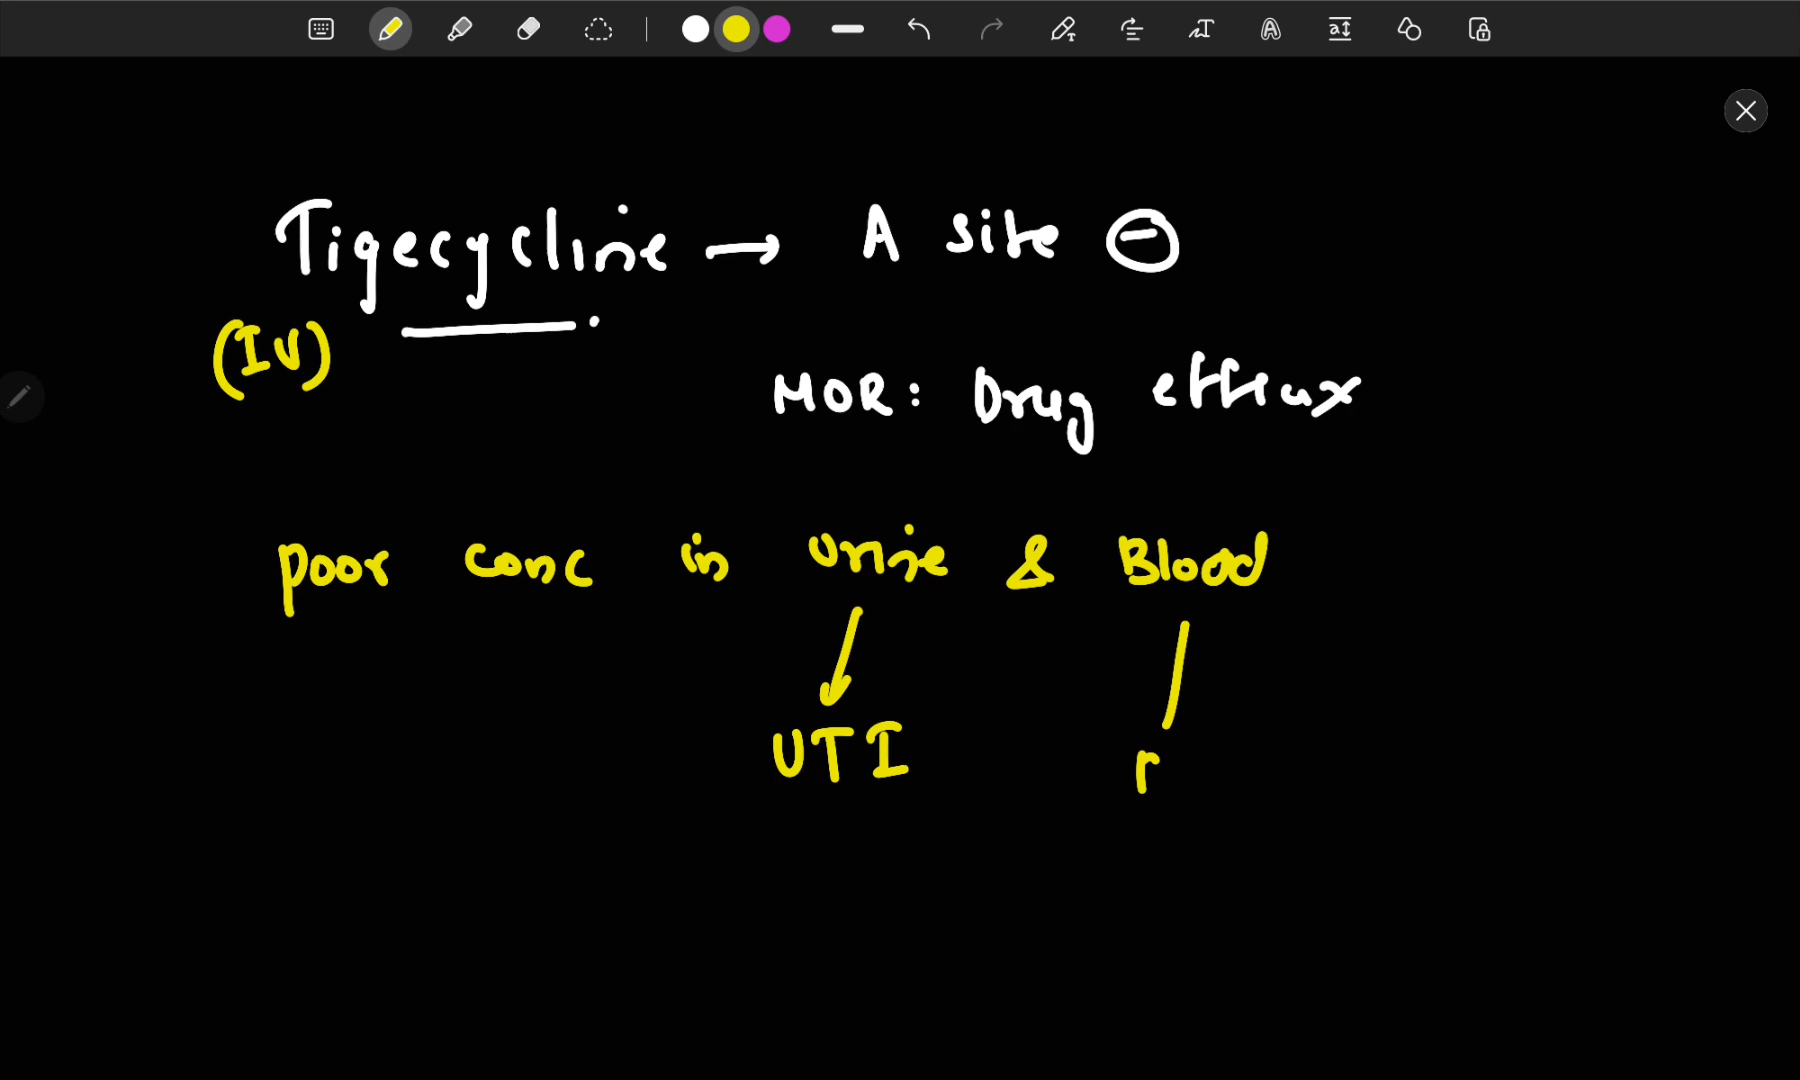 Tigecycline → A site ⊖
(IV)
MOR: Drug efflux
poor conc in urine & Blood
UTI r